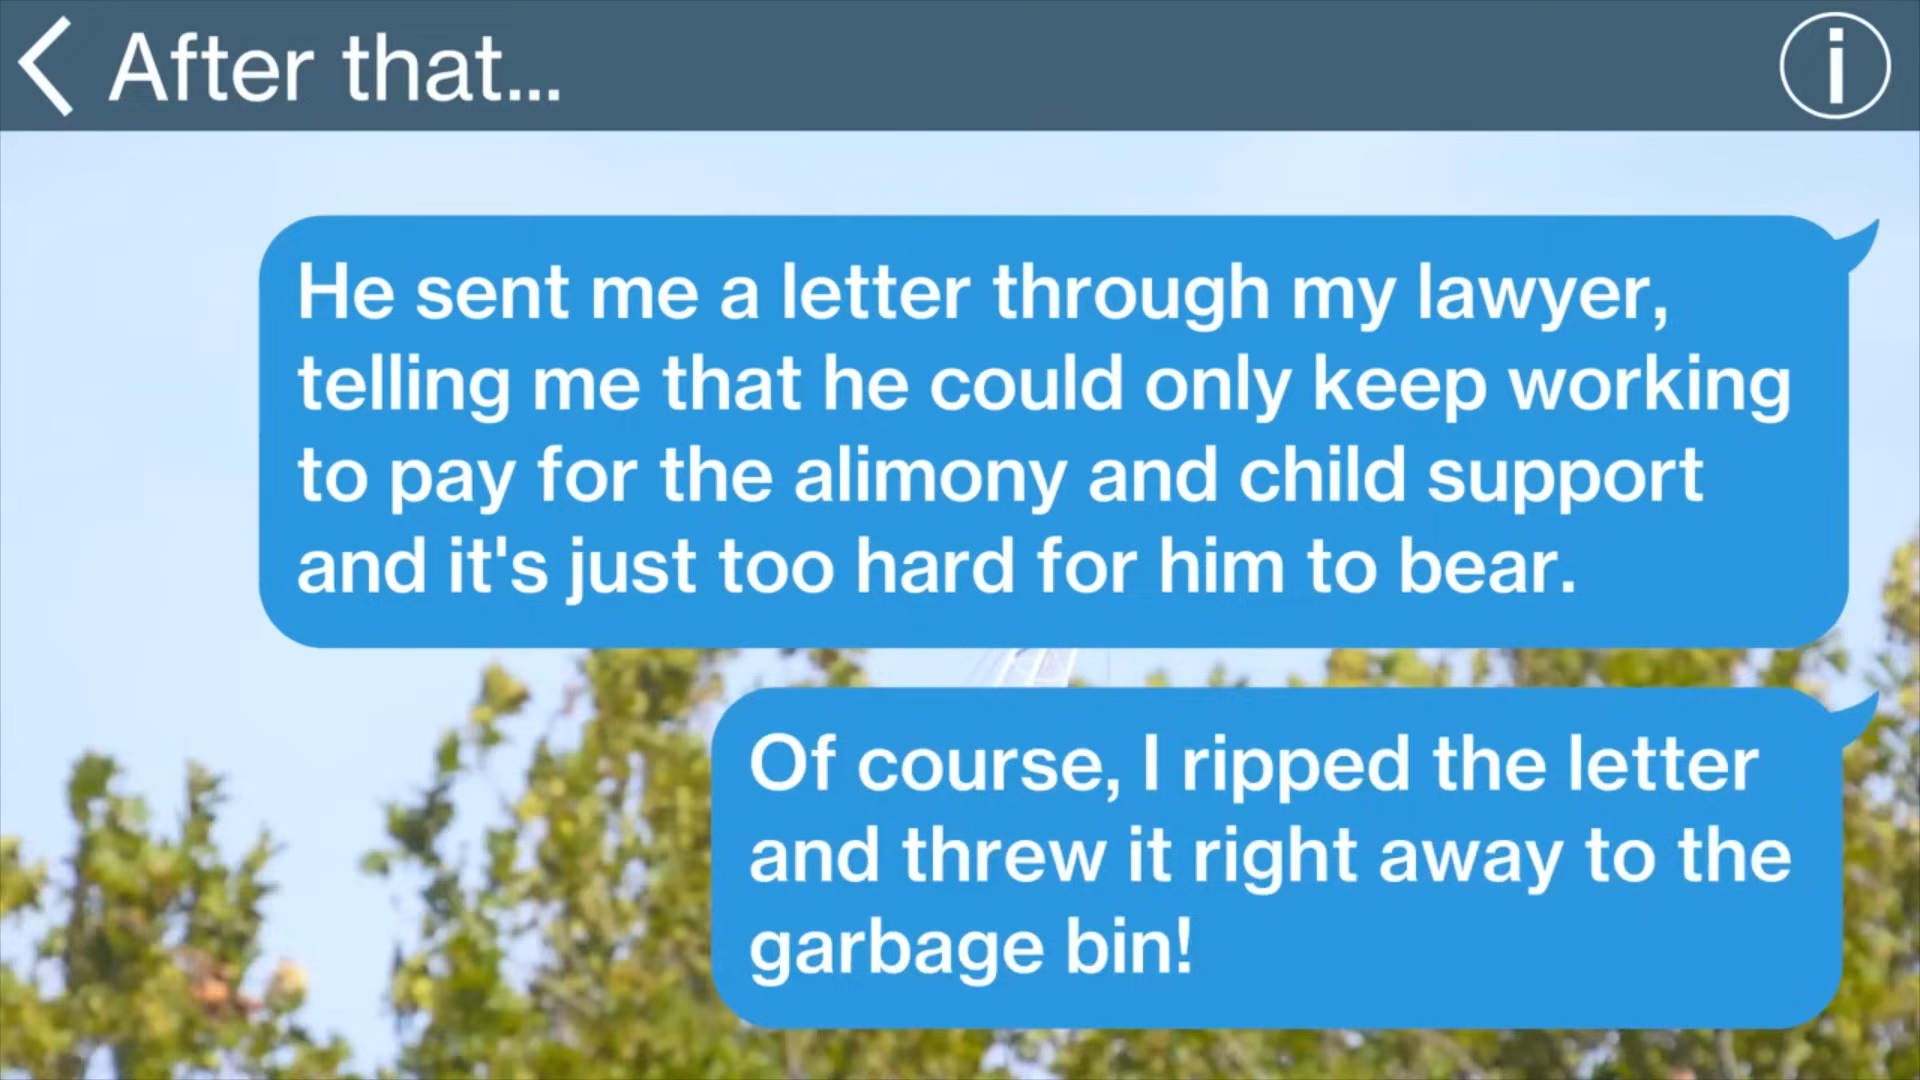 After that...
He sent me a letter through my lawyer,
telling me that he could only keep working
to pay for the alimony and child support
and it's just too hard for him to bear.
Of course, I ripped the letter
and threw it right away to the
garbage bin!